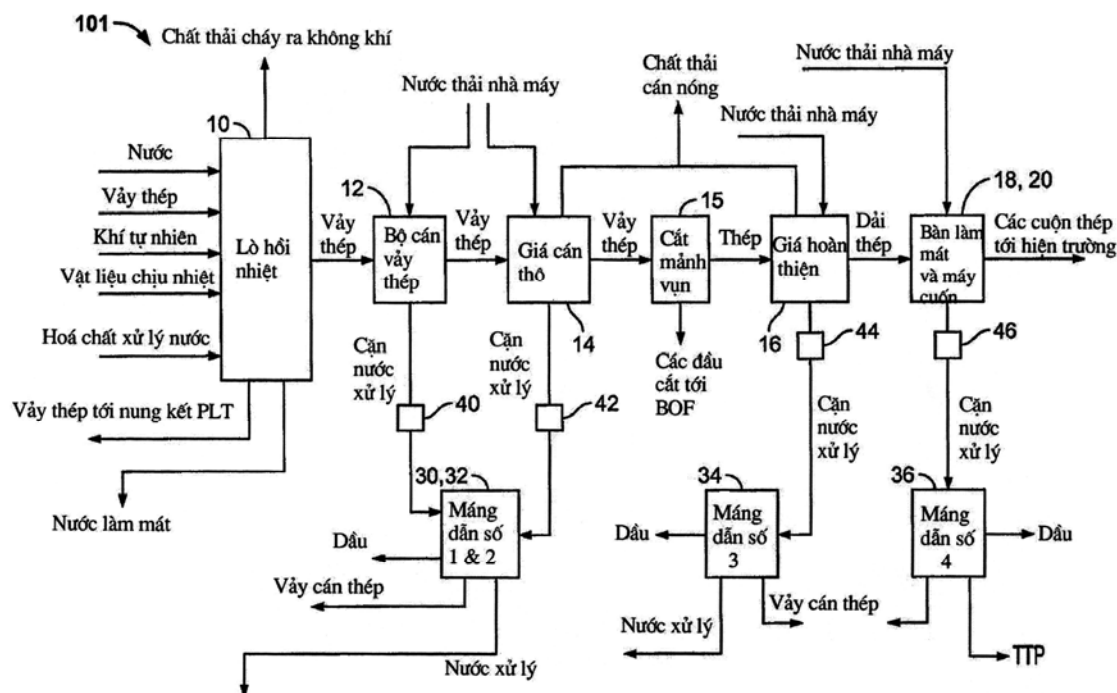 101
Chất thải cháy ra không khí
Nước thải nhà máy
Chất thải
cán nóng
Nước thải nhà máy
Nước thải nhà máy
10
Nước
Vảy thép
Khí tự nhiên
Vật liệu chịu nhiệt
Hoá chất xử lý nước
Lò hồi
nhiệt
Vảy
thép
12
Bộ cán
vảy
thép
Vảy
thép
Giá cán
thô
14
Vảy
thép
15
Cắt
mảnh
vụn
Thép
Giá hoàn
thiện
16
Dải
thép
18, 20
Bàn làm
mát
và máy
cuốn
Các cuộn thép
tới hiện trường
Vảy thép tới nung kết PLT
Nước làm mát
Cặn
nước
xử lý
40
Cặn
nước
xử lý
42
Các đầu
cắt tới
BOF
44
Cặn
nước
xử lý
46
Cặn
nước
xử lý
30,32
Máng
dẫn số
1 & 2
Dầu
Vảy cán thép
Nước xử lý
34
Máng
dẫn số
3
Dầu
Nước xử lý
Vảy cán thép
36
Máng
dẫn số
4
Dầu
TTP